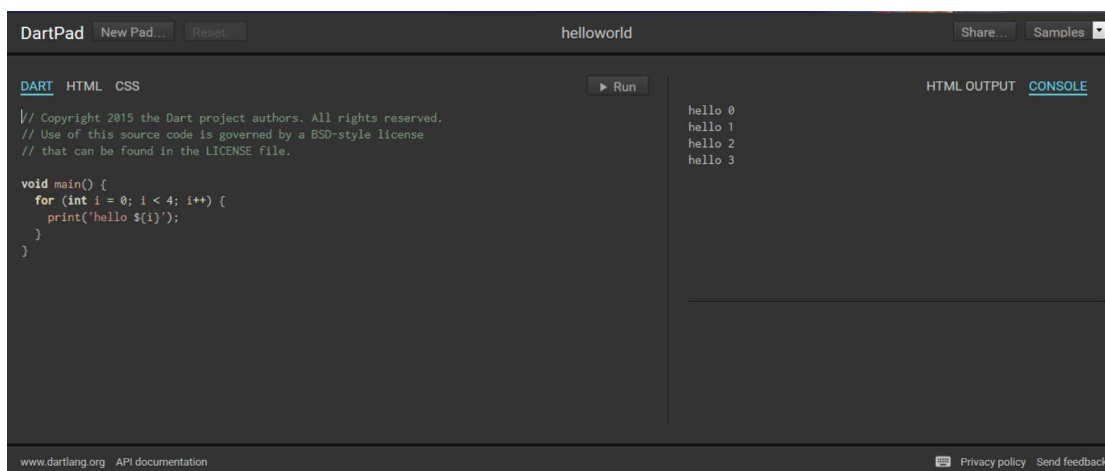 DartPad New Pad... Reset... helloworld Share... Samples
DART HTML CSS Run HTML OUTPUT CONSOLE
// Copyright 2015 the Dart project authors. All rights reserved.
// Use of this source code is governed by a BSD-style license
// that can be found in the LICENSE file.
void main() {
for (int i = 0; i < 4; i++) {
print('hello ${i}');
}
}
hello 0
hello 1
hello 2
hello 3
www.dartlang.org API documentation Privacy policy Send feedback